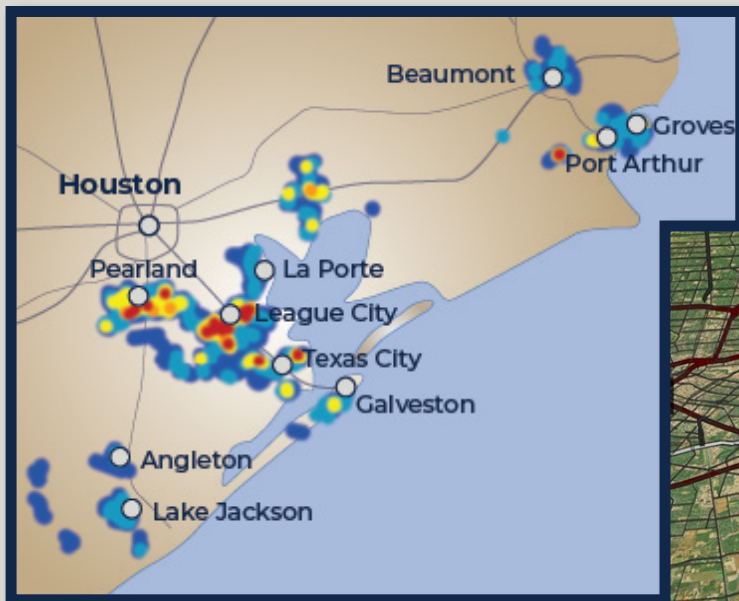 Beaumont
Groves
Port Arthur
Houston
Pearland
La Porte
League City
Texas City
Galveston
Angleton
Lake Jackson